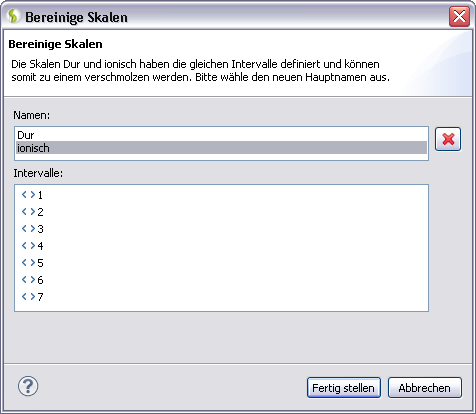 Bereinige Skalen
Bereinige Skalen
Die Skalen Dur und ionisch haben die gleichen Intervalle definiert und können
somit zu einem verschmolzen werden. Bitte wähle den neuen Hauptnamen aus.
Namen:
Dur
ionisch
Intervalle:
<> 1
<> 2
<> 3
<> 4
<> 5
<> 6
<> 7
? Fertig stellen Abbrechen